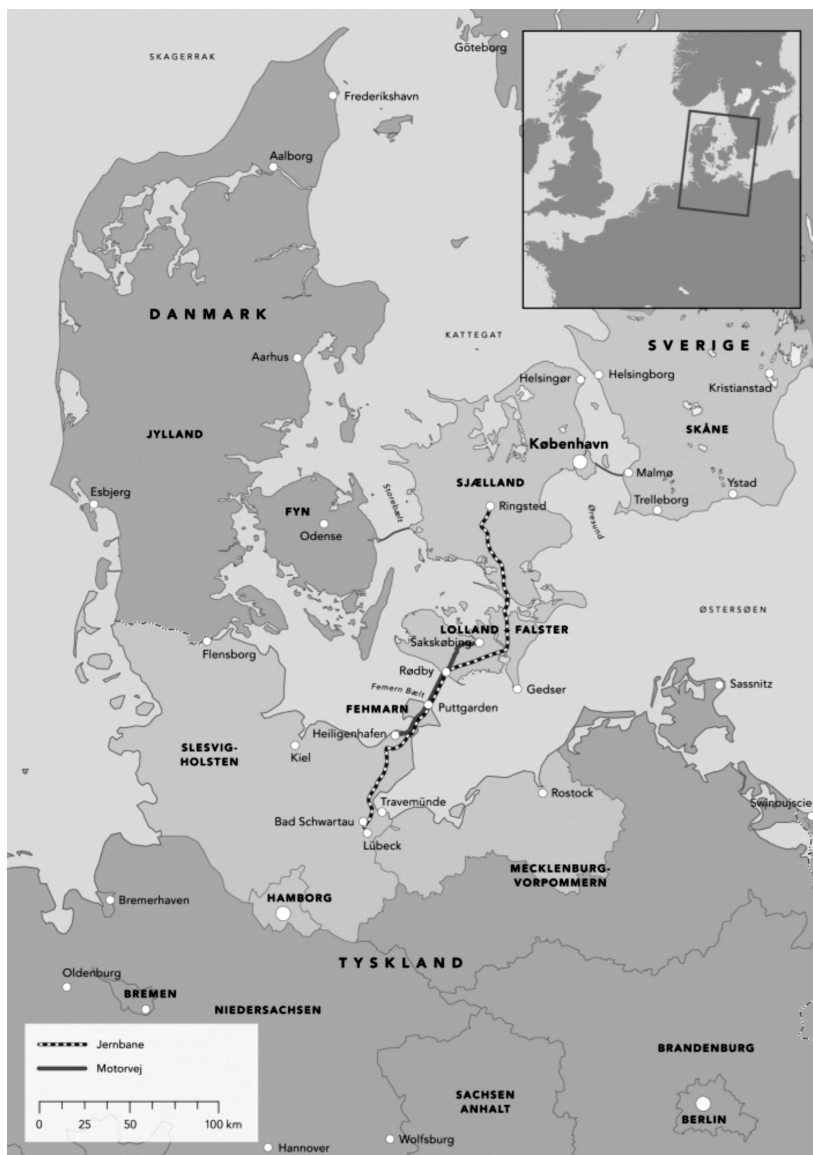 SKAGERRAK
Göteborg
Frederikshavn
Aalborg
DANMARK
KATTEGAT
SVERIGE
Aarhus
Helsingør
Helsingborg
Kristianstad
JYLLAND
København
SKÅNE
Malmø
SJÆLLAND
Esbjerg
Storebælt
Ringsted
Ystad
FYN
Trelleborg
Odense
Øresund
ØSTERSØEN
LOLLAND
FALSTER
Sakskøbing
Flensborg
Rødby
Sassnitz
Femern Bælt
Gedser
FEHMARN
Puttgarden
Heiligenhafen
SLESVIG-
HOLSTEN
Kiel
Rostock
Travemünde
Swinoujscie
Bad Schwartau
Lübeck
MECKLENBURG-
VORPOMMERN
HAMBORG
Bremerhaven
TYSKLAND
Oldenburg
BREMEN
NIEDERSACHSEN
Jernbane
Motorvej
0 25 50 100 km
BRANDENBURG
SACHSEN
ANHALT
BERLIN
Wolfsburg
Hannover